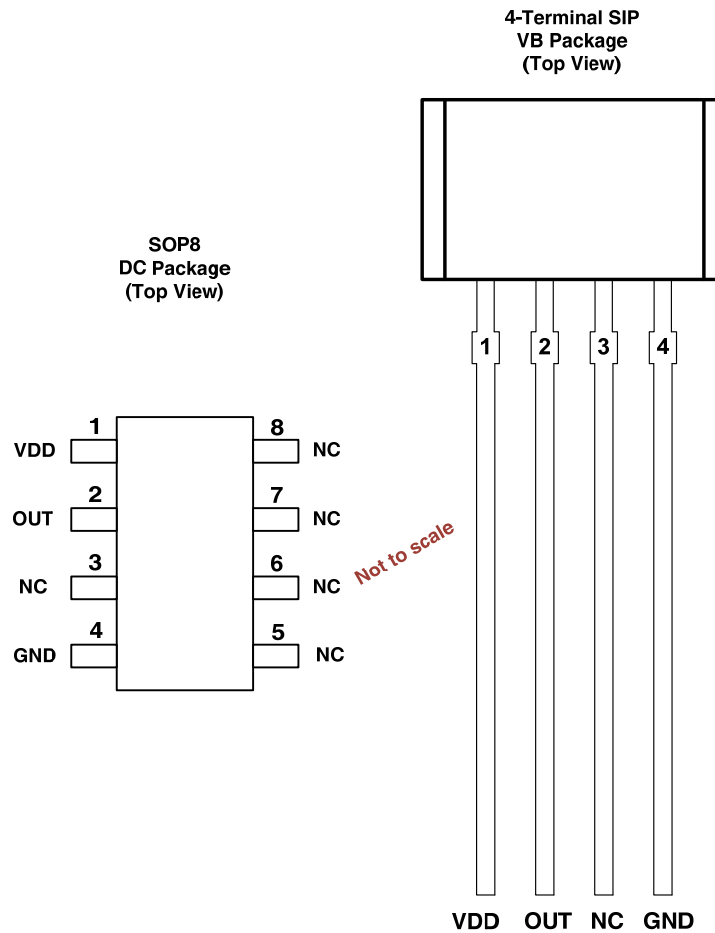 4-Terminal SIP
VB Package
(Top View)
SOP8
DC Package
(Top View)
1 2 3 4
1 8
VDD NC
2 7
OUT NC
3 6
NC NC
4 5
GND NC
Not to scale
VDD OUT NC GND